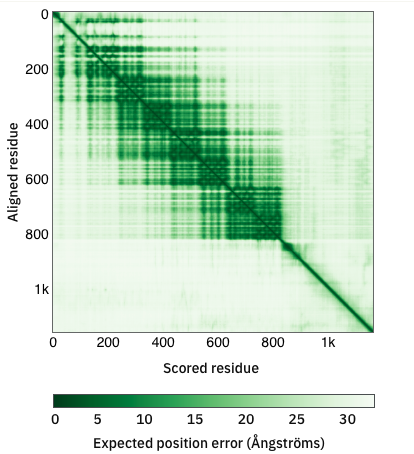 0
200
400
600
800
1k
Aligned residue
0 200 400 600 800 1k
Scored residue
0 5 10 15 20 25 30
Expected position error (Ångströms)